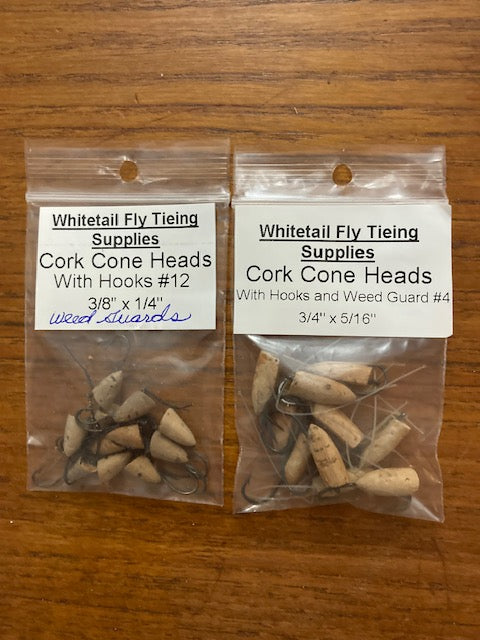 Whitetail Fly Tieing
Supplies
Cork Cone Heads
With Hooks #12
3/8" x 1/4"
Weed Guards
Whitetail Fly Tieing
Supplies
Cork Cone Heads
With Hooks and Weed Guard #4
3/4" x 5/16"